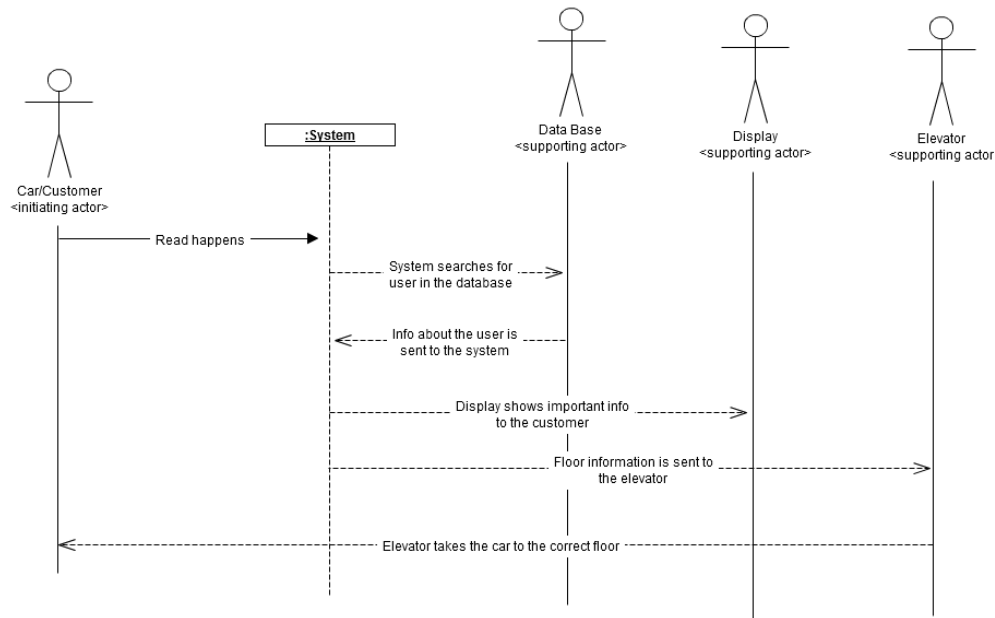 Data Base
<supporting actor>
Display
<supporting actor>
Elevator
<supporting actor
:System
Car/Customer
<initiating actor>
Read happens
System searches for
user in the database
Info about the user is
sent to the system
Display shows important info
to the customer
Floor information is sent to
the elevator
Elevator takes the car to the correct floor